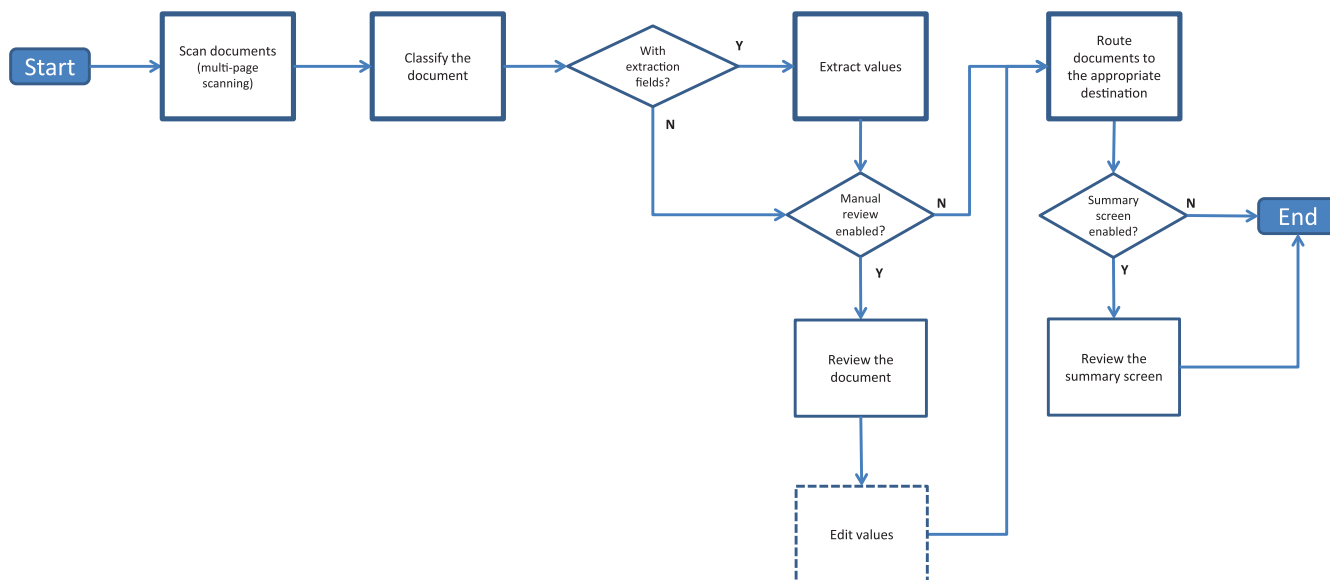 Start
Scan documents
(multi-page
scanning)
Classify the
document
With
extraction
fields?
Y
N
Extract values
Manual
review
enabled?
N
Y
Review the
document
Edit values
Route
documents to
the appropriate
destination
Summary
screen
enabled?
N
Y
Review the
summary screen
End